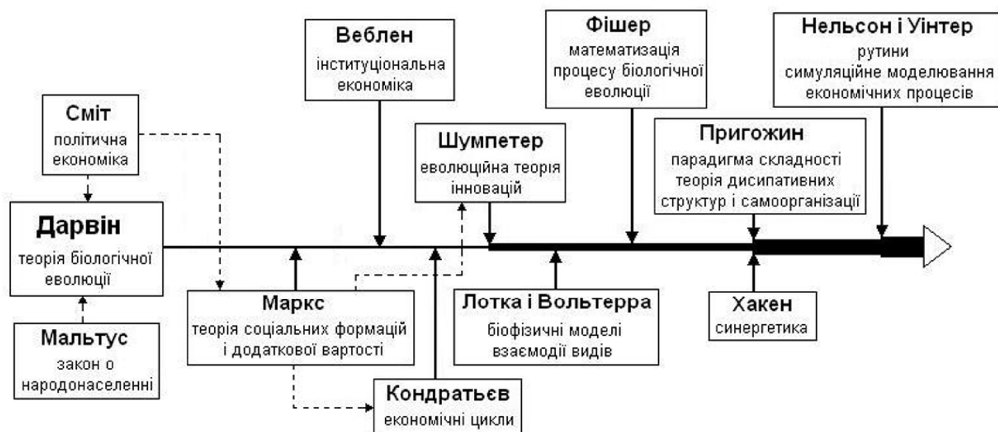 Веблен
інституціональна
економіка
Фішер
математизація
процесу біологічної
еволюції
Нельсон і Уінтер
рутини
симуляційне моделювання
економічних процесів
Сміт
політична
економіка
Шумпетер
еволюційна теорія
інновацій
Пригожин
парадигма складності
теорія дисипативних
структур і самоорганізації
Дарвін
теорія біологічної
еволюції
Мальтус
закон о
народонаселенні
Маркс
теорія соціальних формацій
і додаткової вартості
Кондратьєв
економічні цикли
Лотка і Вольтерра
біофізичні моделі
взаємодії видів
Хакен
синергетика